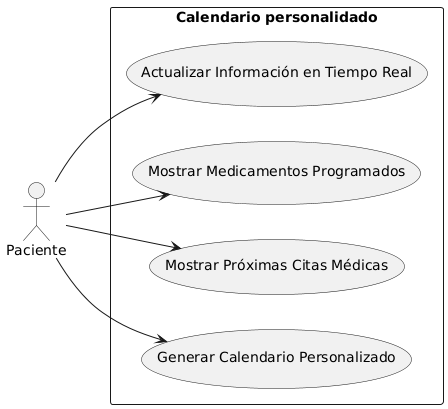 Calendario personalidado
Actualizar Información en Tiempo Real
Mostrar Medicamentos Programados
Paciente
Mostrar Próximas Citas Médicas
Generar Calendario Personalizado